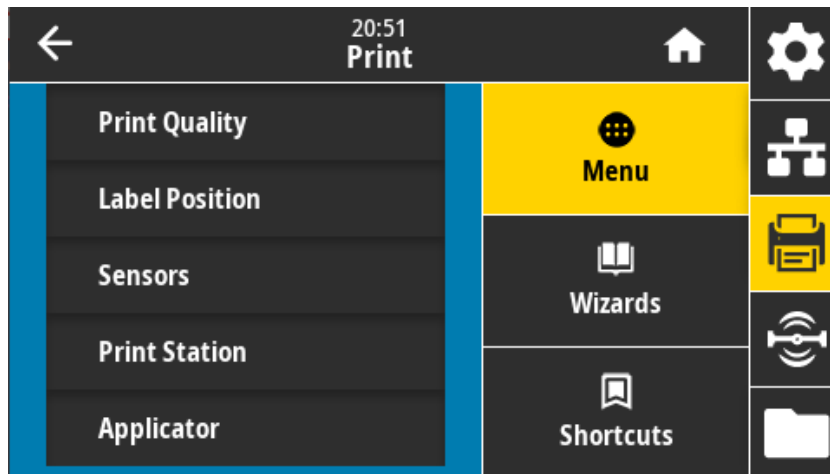 20:51
Print
Print Quality
Label Position
Sensors
Print Station
Applicator
Menu
Wizards
Shortcuts